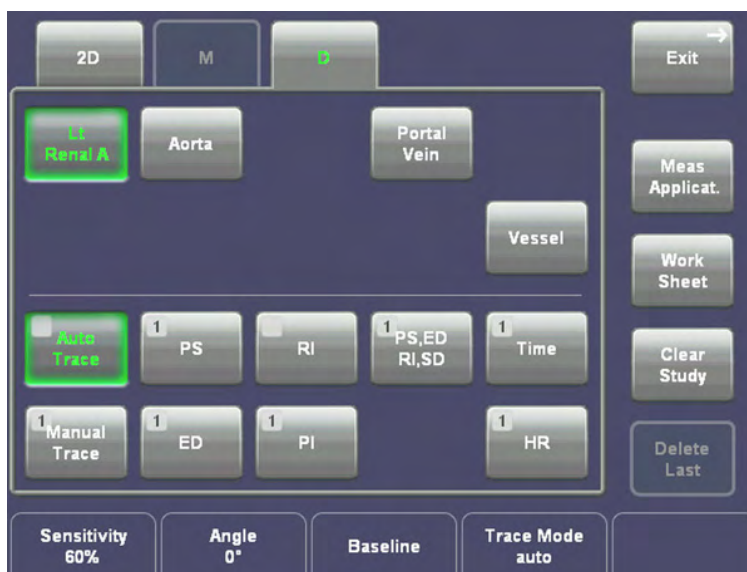 2D
M
D
Exit
Lt
Renal A
Aorta
Portal
Vein
Meas
Applicat.
Vessel
Work
Sheet
Auto
Trace
1
PS
RI
1
PS,ED
RI,SD
1
Time
Clear
Study
1
Manual
Trace
1
ED
1
PI
1
HR
Delete
Last
Sensitivity
60%
Angle
0°
Baseline
Trace Mode
auto